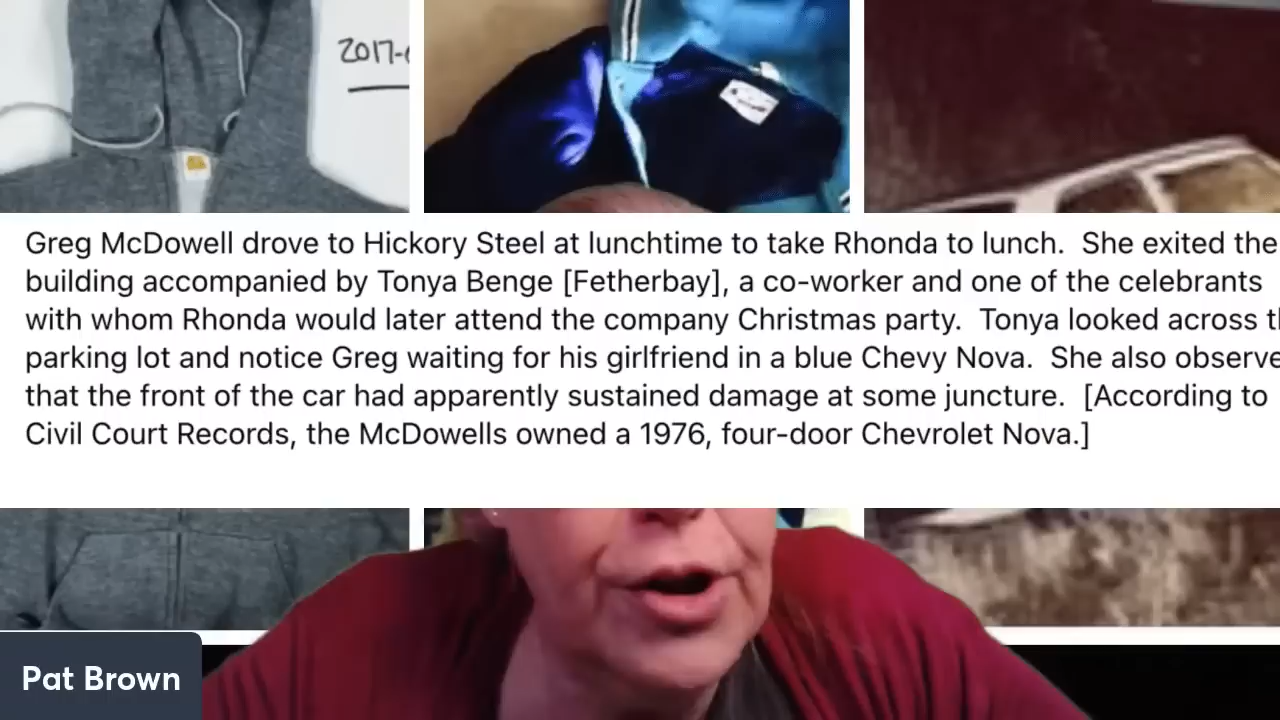 2017-
Greg McDowell drove to Hickory Steel at lunchtime to take Rhonda to lunch.  She exited the
building accompanied by Tonya Benge [Fetherbay], a co-worker and one of the celebrants
with whom Rhonda would later attend the company Christmas party.  Tonya looked across t
parking lot and notice Greg waiting for his girlfriend in a blue Chevy Nova.  She also observe
that the front of the car had apparently sustained damage at some juncture.  [According to
Civil Court Records, the McDowells owned a 1976, four-door Chevrolet Nova.]
Pat Brown